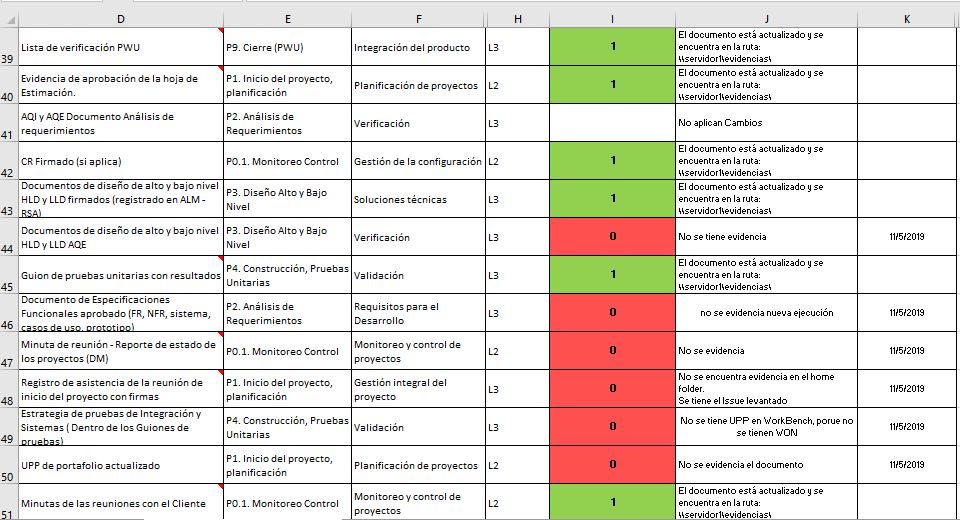 D E F H I J K
39 Lista de verificación PWU P9. Cierre (PWU) Integración del producto L3 1 El documento está actualizado y se
encuentra en la ruta:
\\servidor1\evidencias\
40 Evidencia de aprobación de la hoja de
Estimación. P1. Inicio del proyecto,
planificación Planificación de proyectos L2 1 El documento está actualizado y se
encuentra en la ruta:
\\servidor1\evidencias\
41 AQI y AQE Documento Análisis de
requerimientos P2. Análisis de
Requerimientos Verificación L3 No aplican Cambios
42 CR Firmado (si aplica) P0.1. Monitoreo Control Gestión de la configuración L2 1 El documento está actualizado y se
encuentra en la ruta:
\\servidor1\evidencias\
43 Documentos de diseño de alto y bajo nivel
HLD y LLD firmados (registrado en ALM -
RSA) P3. Diseño Alto y Bajo
Nivel Soluciones técnicas L3 1 El documento está actualizado y se
encuentra en la ruta:
\\servidor1\evidencias\
44 Documentos de diseño de alto y bajo nivel
HLD y LLD AQE P3. Diseño Alto y Bajo
Nivel Verificación L3 0 No se tiene evidencia 11/5/2019
45 Guion de pruebas unitarias con resultados P4. Construcción, Pruebas
Unitarias Validación L3 1 El documento está actualizado y se
encuentra en la ruta:
\\servidor1\evidencias\
46 Documento de Especificaciones
Funcionales aprobado (FR, NFR, sistema,
casos de uso, prototipo) P2. Análisis de
Requerimientos Requisitos para el
Desarrollo L3 0 no se evidencia nueva ejecución 11/5/2019
47 Minuta de reunión - Reporte de estado de
los proyectos (DM) P0.1. Monitoreo Control Monitoreo y control de
proyectos L2 0 No se evidencia 11/5/2019
48 Registro de asistencia de la reunión de
inicio del proyecto con firmas P1. Inicio del proyecto,
planificación Gestión integral del
proyecto L3 0 No se encuentra evidencia en el home
folder.
Se tiene el Issue levantado 11/5/2019
49 Estrategia de pruebas de Integración y
Sistemas ( Dentro de los Guiones de
pruebas) P4. Construcción, Pruebas
Unitarias Validación L3 0 No se tiene UPP en WorkBench, porue no
se tienen WON 11/5/2019
50 UPP de portafolio actualizado P1. Inicio del proyecto,
planificación Planificación de proyectos L2 0 No se evidencia el documento 11/5/2019
51 Minutas de las reuniones con el Cliente P0.1. Monitoreo Control Monitoreo y control de
proyectos L2 1 El documento está actualizado y se
encuentra en la ruta:
\\servidor1\evidencias\